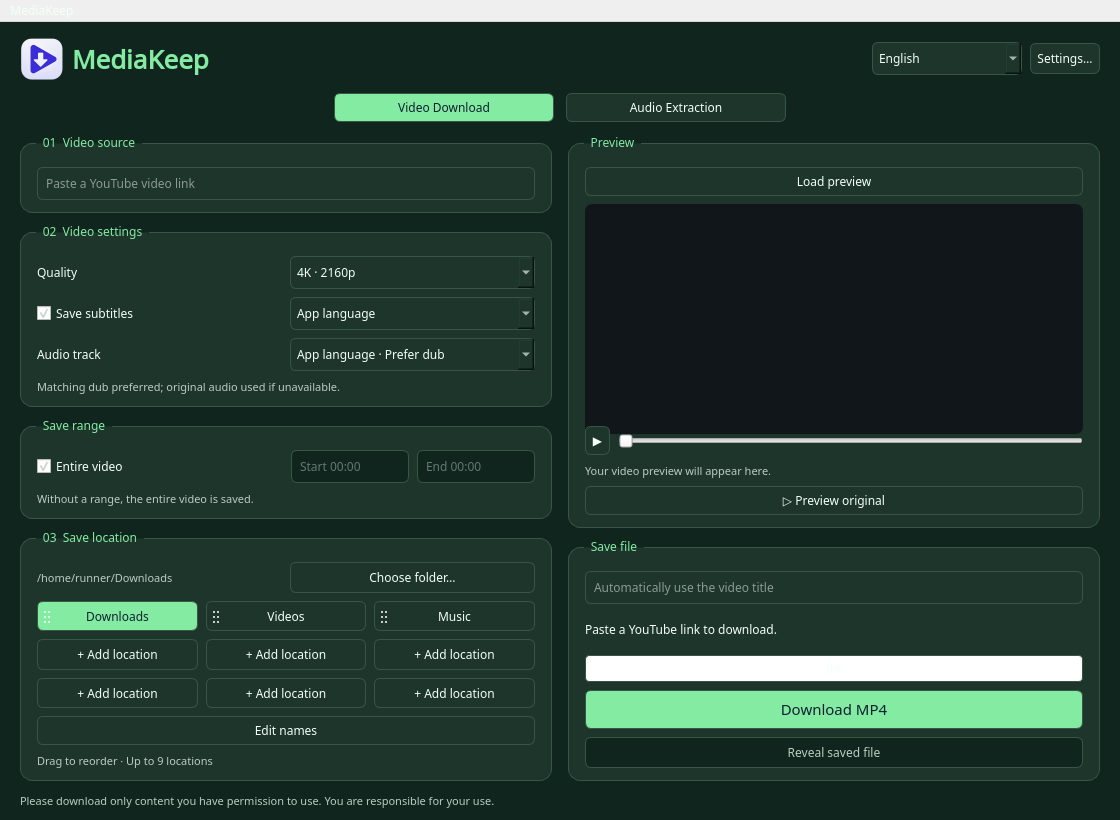 MediaKeep
MediaKeep
English
Settings...
Video Download
Audio Extraction
01 Video source
Paste a YouTube video link
02 Video settings
Quality
4K · 2160p
Save subtitles
App language
Audio track
App language · Prefer dub
Matching dub preferred; original audio used if unavailable.
Save range
Entire video
Start 00:00
End 00:00
Without a range, the entire video is saved.
03 Save location
/home/runner/Downloads
Choose folder...
Downloads
Videos
Music
+ Add location
+ Add location
+ Add location
+ Add location
+ Add location
+ Add location
Edit names
Drag to reorder · Up to 9 locations
Preview
Load preview
Your video preview will appear here.
▷ Preview original
Save file
Automatically use the video title
Paste a YouTube link to download.
Download MP4
Reveal saved file
Please download only content you have permission to use. You are responsible for your use.